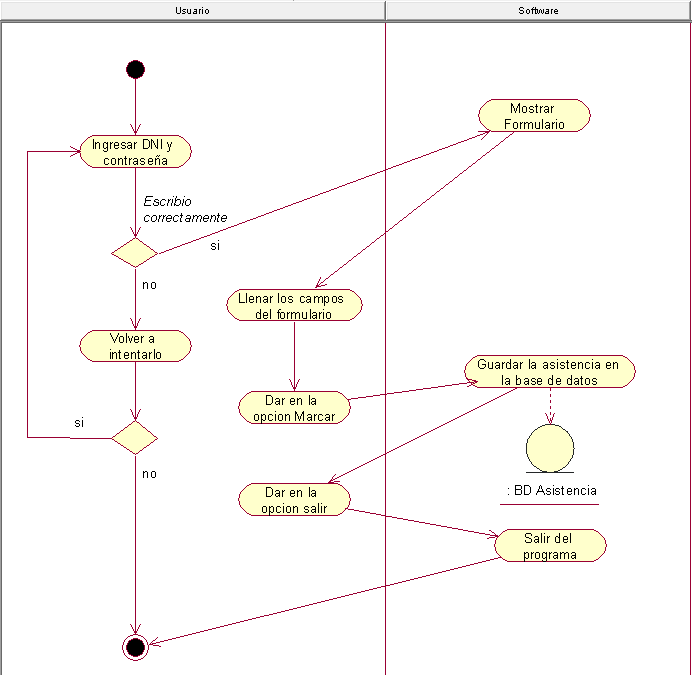 Usuario
Software
Mostrar
Formulario
Ingresar DNI y
contraseña
Escribio
correctamente
si
no
Llenar los campos
del formulario
Volver a
intentarlo
Guardar la asistencia en
la base de datos
Dar en la
opcion Marcar
si
no
: BD Asistencia
Dar en la
opcion salir
Salir del
programa